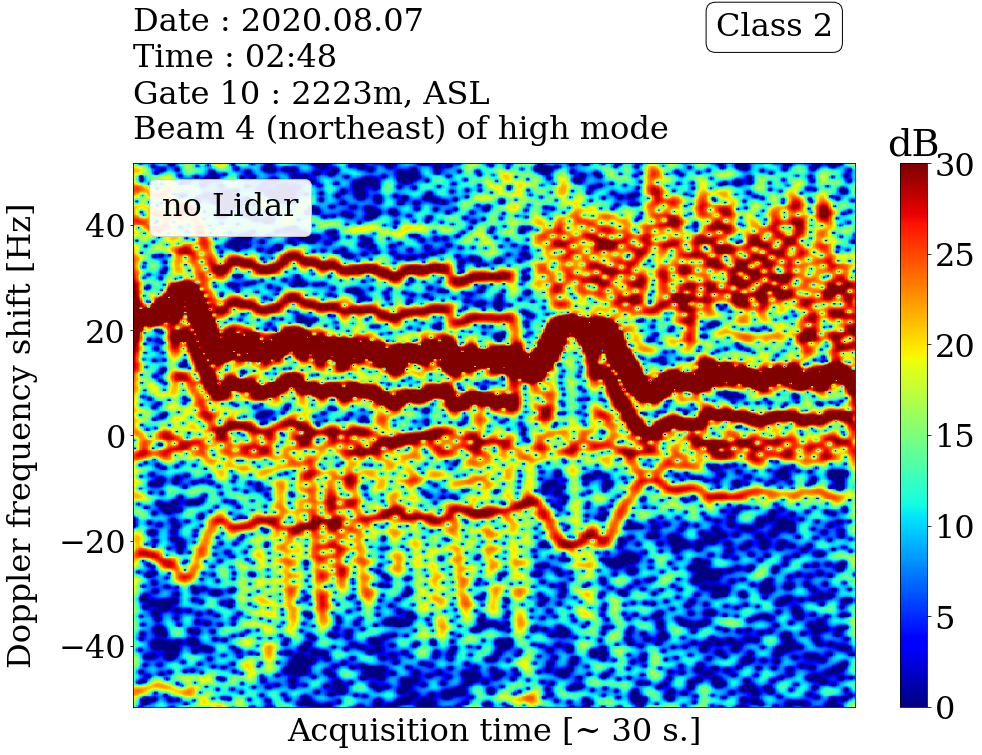 Date : 2020.08.07
Time : 02:48
Gate 10 : 2223m, ASL
Beam 4 (northeast) of high mode
Class 2
dB
no Lidar
Doppler frequency shift [Hz]
40
20
0
−20
−40
30
25
20
15
10
5
0
Acquisition time [~ 30 s.]